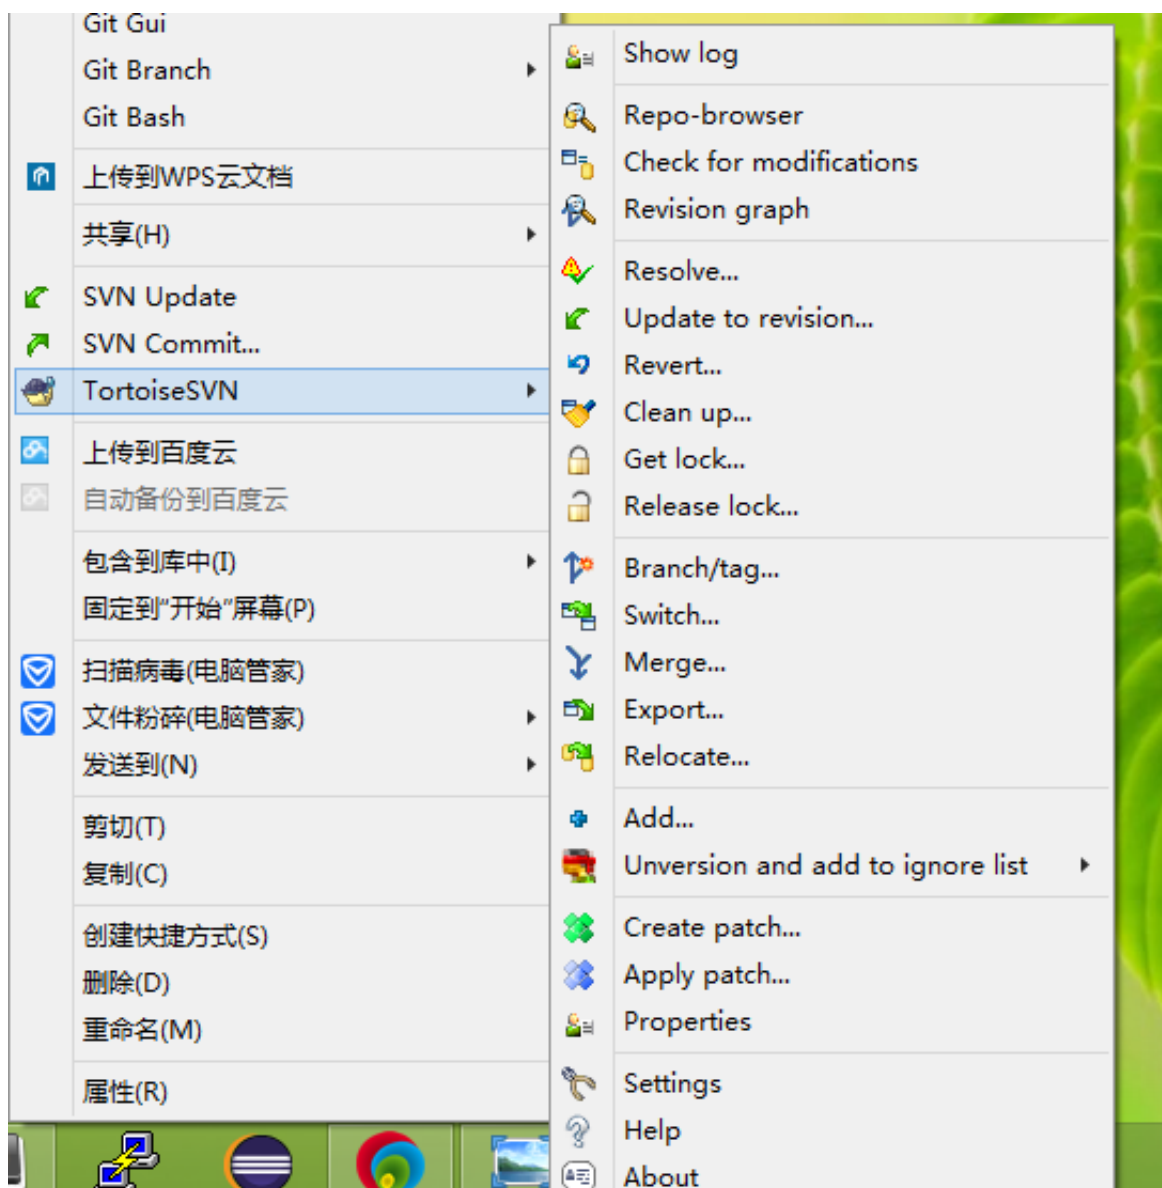 Git Gui
Git Branch
Git Bash
上传到WPS云文档
共享(H)
SVN Update
SVN Commit...
TortoiseSVN
上传到百度云
自动备份到百度云
包含到库中(I)
固定到"开始"屏幕(P)
扫描病毒(电脑管家)
文件粉碎(电脑管家)
发送到(N)
剪切(T)
复制(C)
创建快捷方式(S)
删除(D)
重命名(M)
属性(R)
Show log
Repo-browser
Check for modifications
Revision graph
Resolve...
Update to revision...
Revert...
Clean up...
Get lock...
Release lock...
Branch/tag...
Switch...
Merge...
Export...
Relocate...
Add...
Unversion and add to ignore list
Create patch...
Apply patch...
Properties
Settings
Help
About